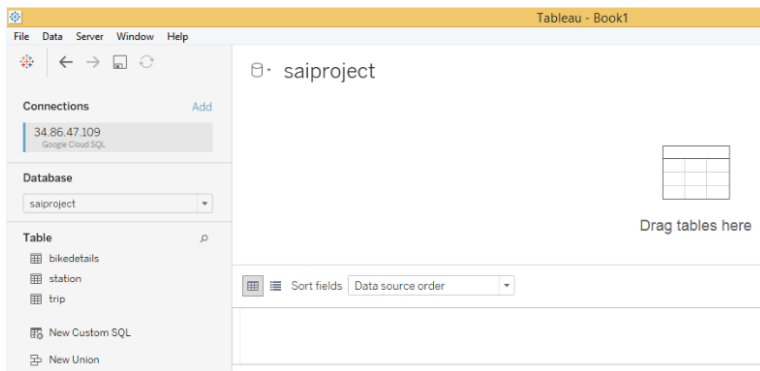 Tableau - Book1
File Data Server Window Help
saiproject
Connections Add
34.86.47.109
Google Cloud SQL
Database
saiproject
Table
bikedetails
station
trip
New Custom SQL
New Union
Drag tables here
Sort fields Data source order